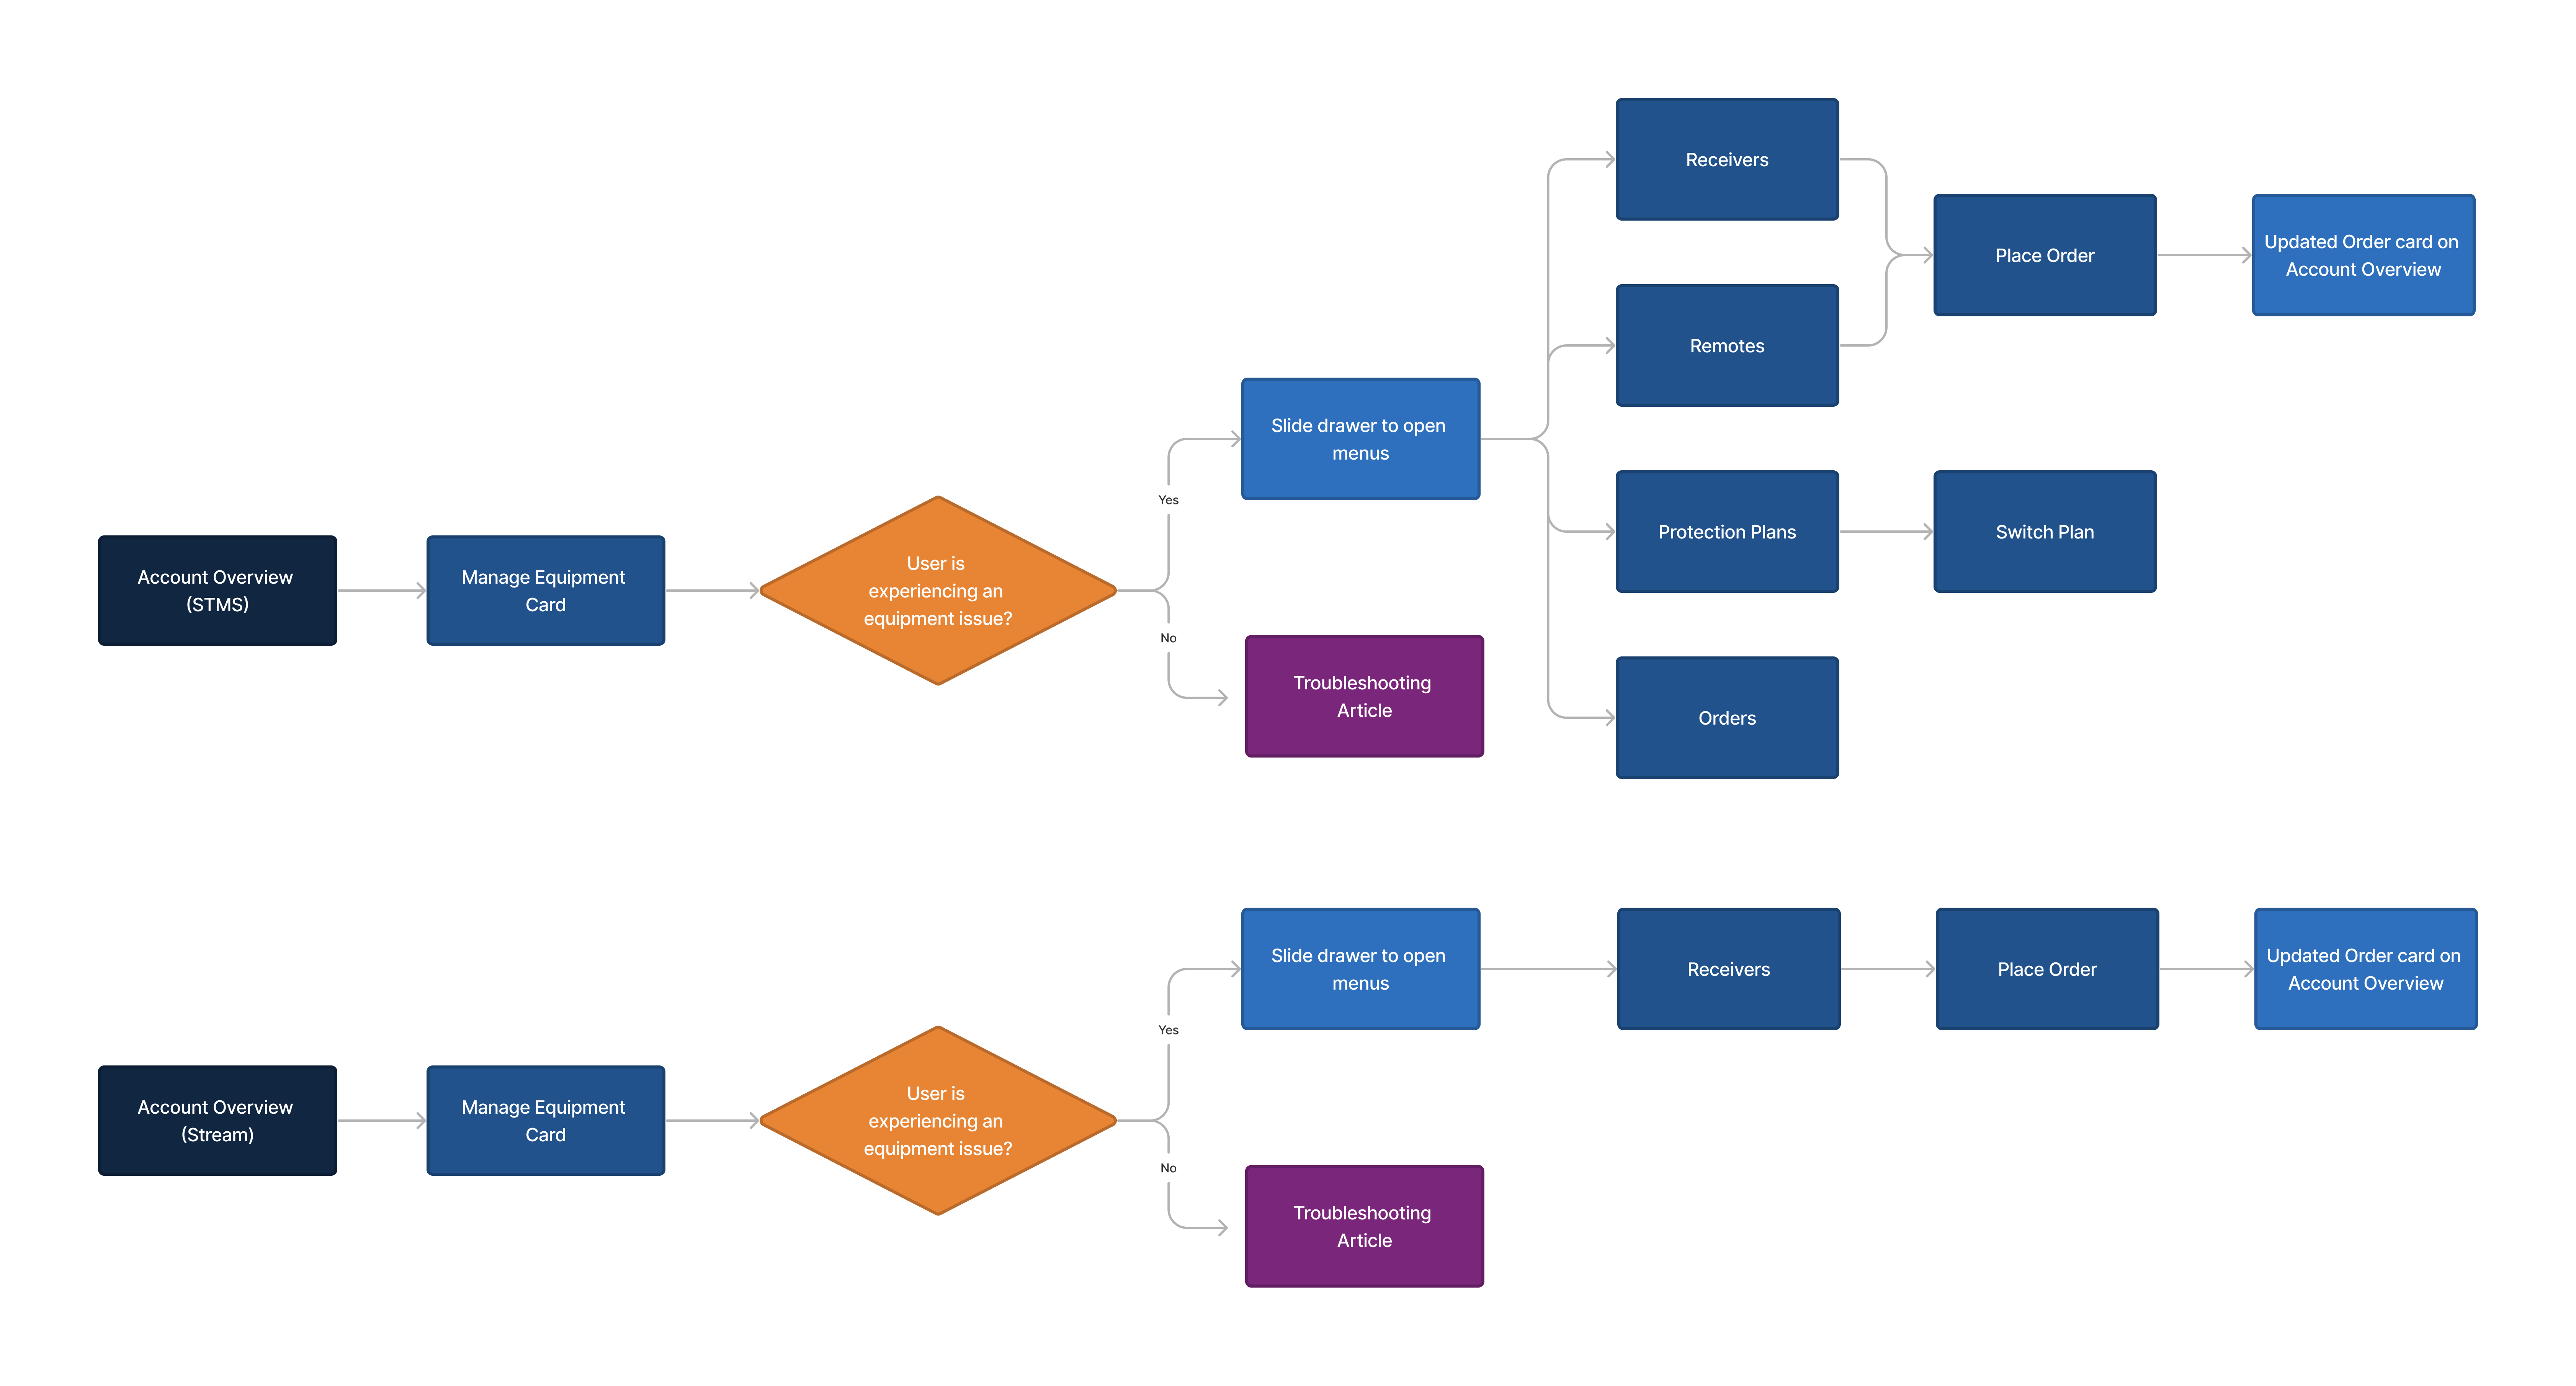 Receivers
Place Order
Updated Order card on
Account Overview
Remotes
Slide drawer to open
menus
Yes
Protection Plans
Switch Plan
Account Overview
(STMS)
Manage Equipment
Card
User is
experiencing an
equipment issue?
No
Troubleshooting
Article
Orders
Slide drawer to open
menus
Receivers
Place Order
Updated Order card on
Account Overview
Yes
Account Overview
(Stream)
Manage Equipment
Card
User is
experiencing an
equipment issue?
No
Troubleshooting
Article